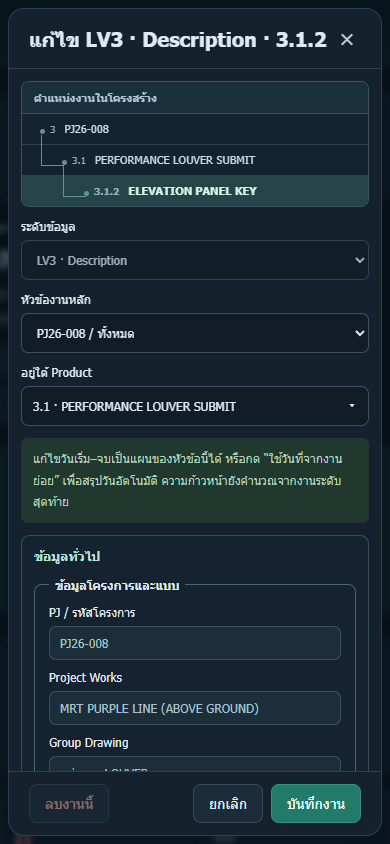 แก้ไข LV3 · Description · 3.1.2 ✕
ตำแหน่งงานในโครงสร้าง
3 PJ26-008
3.1 PERFORMANCE LOUVER SUBMIT
3.1.2 ELEVATION PANEL KEY
ระดับข้อมูล
LV3 · Description
หัวข้องานหลัก
PJ26-008 / ทั้งหมด
อยู่ใต้ Product
3.1 · PERFORMANCE LOUVER SUBMIT
แก้ไขวันเริ่ม–จบเป็นแผนของหัวข้อนี้ได้ หรือกด “ใช้วันที่จากงาน
ย่อย” เพื่อสรุปวันอัตโนมัติ ความก้าวหน้ายังคำนวณจากงานระดับ
สุดท้าย
ข้อมูลทั่วไป
ข้อมูลโครงการและแบบ
PJ / รหัสโครงการ
PJ26-008
Project Works
MRT PURPLE LINE (ABOVE GROUND)
Group Drawing
LOUVER
ลบงานนี้
ยกเลิก
บันทึกงาน